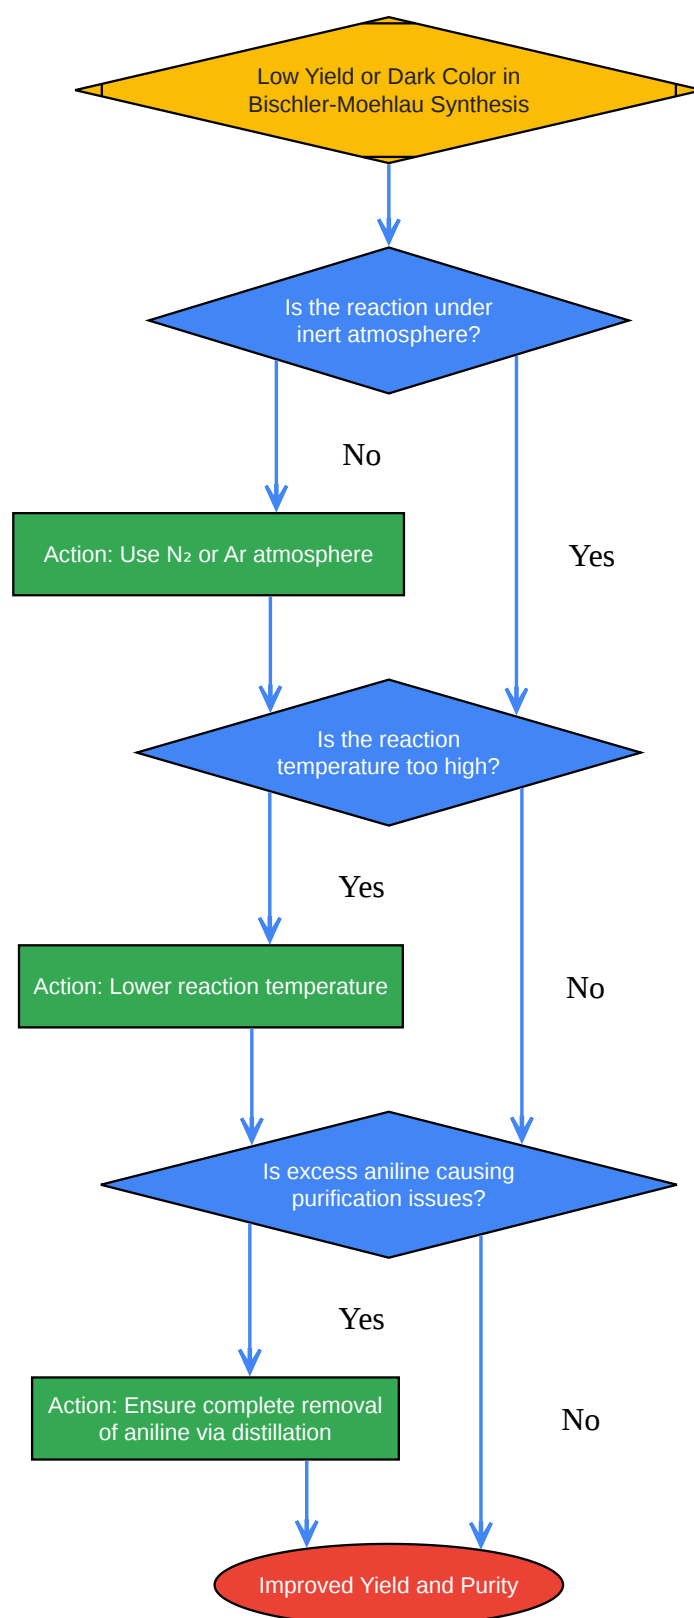 Low Yield or Dark Color in
Bischler-Moehlau Synthesis
Is the reaction under
inert atmosphere?
No
Action: Use N₂ or Ar atmosphere
Yes
Is the reaction
temperature too high?
Yes
Action: Lower reaction temperature
No
Is excess aniline causing
purification issues?
Yes
Action: Ensure complete removal
of aniline via distillation
No
Improved Yield and Purity